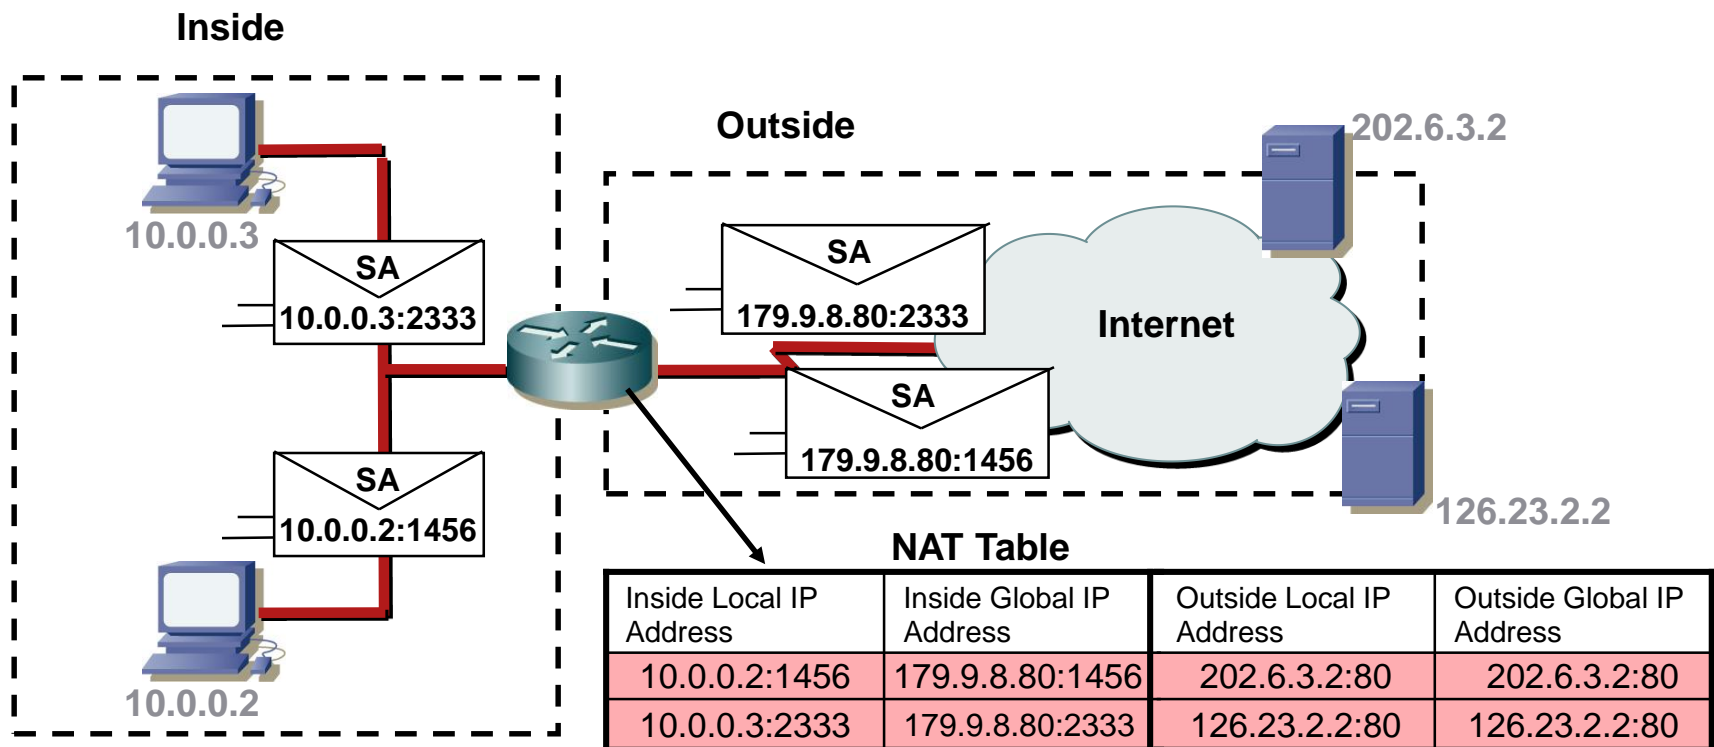 Inside
Outside
202.6.3.2
10.0.0.3
SA
10.0.0.3:2333
SA
179.9.8.80:2333
Internet
SA
179.9.8.80:1456
SA
10.0.0.2:1456
126.23.2.2
10.0.0.2
NAT Table
Inside Local IP
Address
Inside Global IP
Address
Outside Local IP
Address
Outside Global IP
Address
10.0.0.2:1456
179.9.8.80:1456
202.6.3.2:80
202.6.3.2:80
10.0.0.3:2333
179.9.8.80:2333
126.23.2.2:80
126.23.2.2:80